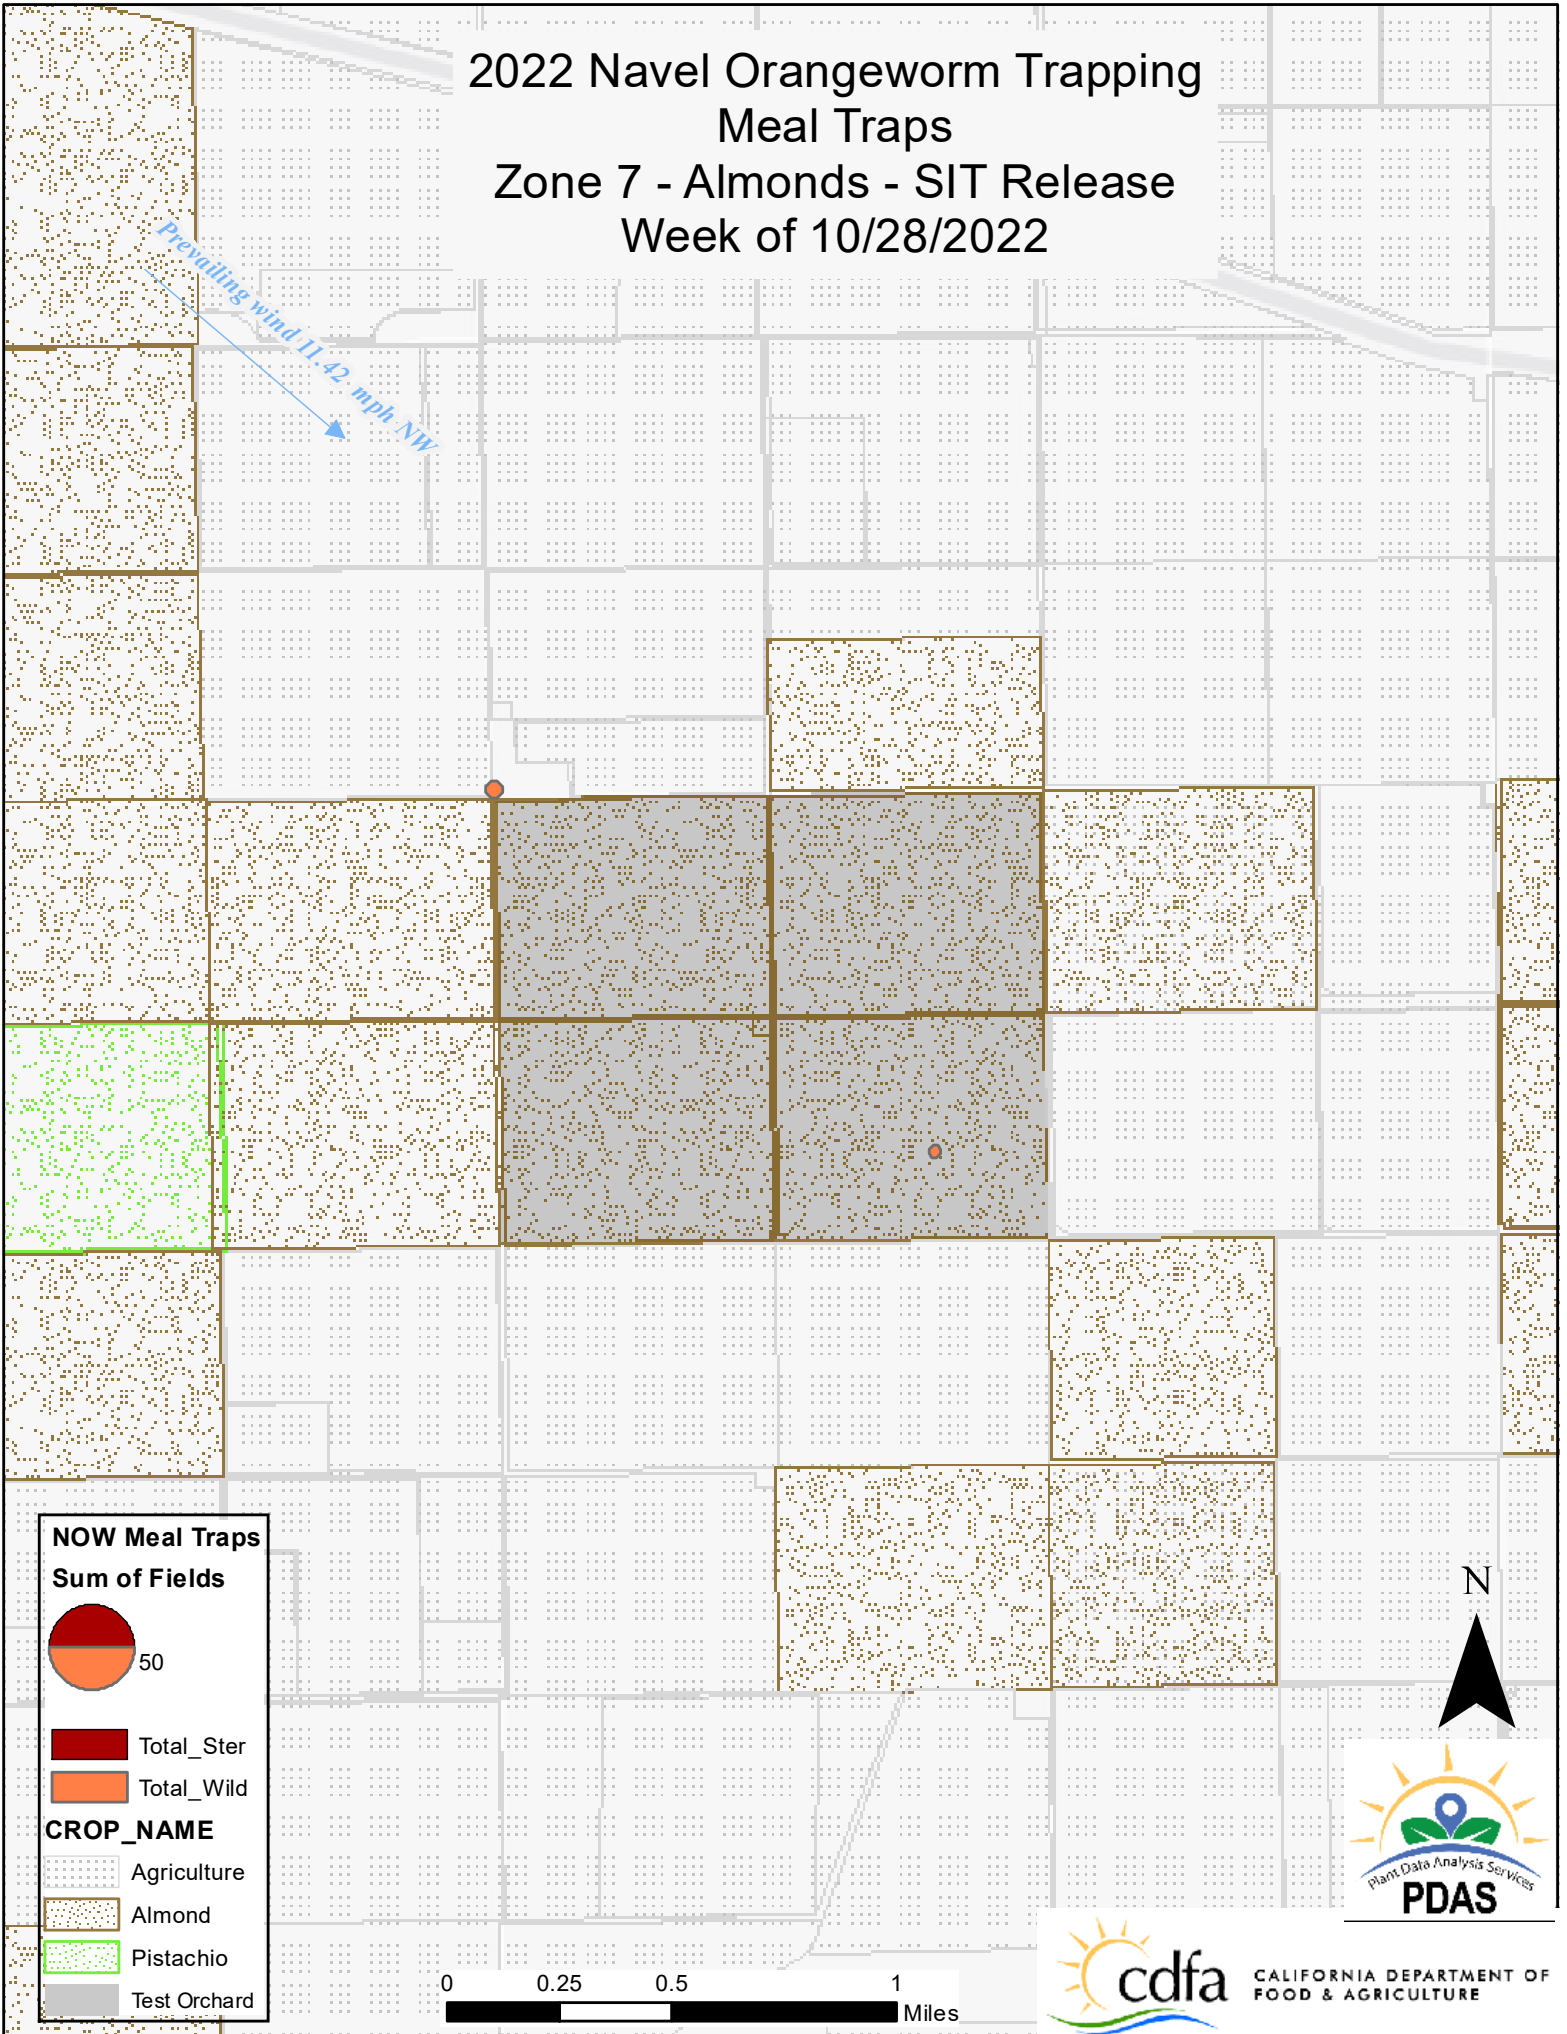 2022 Navel Orangeworm Trapping
Meal Traps
Zone 7 - Almonds - SIT Release
Week of 10/28/2022
Prevailing wind 11.42 mph NW
NOW Meal Traps
Sum of Fields
50
Total_Ster
Total_Wild
CROP_NAME
Agriculture
Almond
Pistachio
Test Orchard
0 0.25 0.5 1
Miles
N
Plant Data Analysis Services
PDAS
cdfa
CALIFORNIA DEPARTMENT OF
FOOD & AGRICULTURE